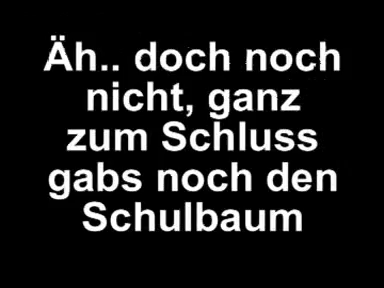 Äh.. doch noch
nicht, ganz
zum Schluss
gabs noch den
Schulbaum